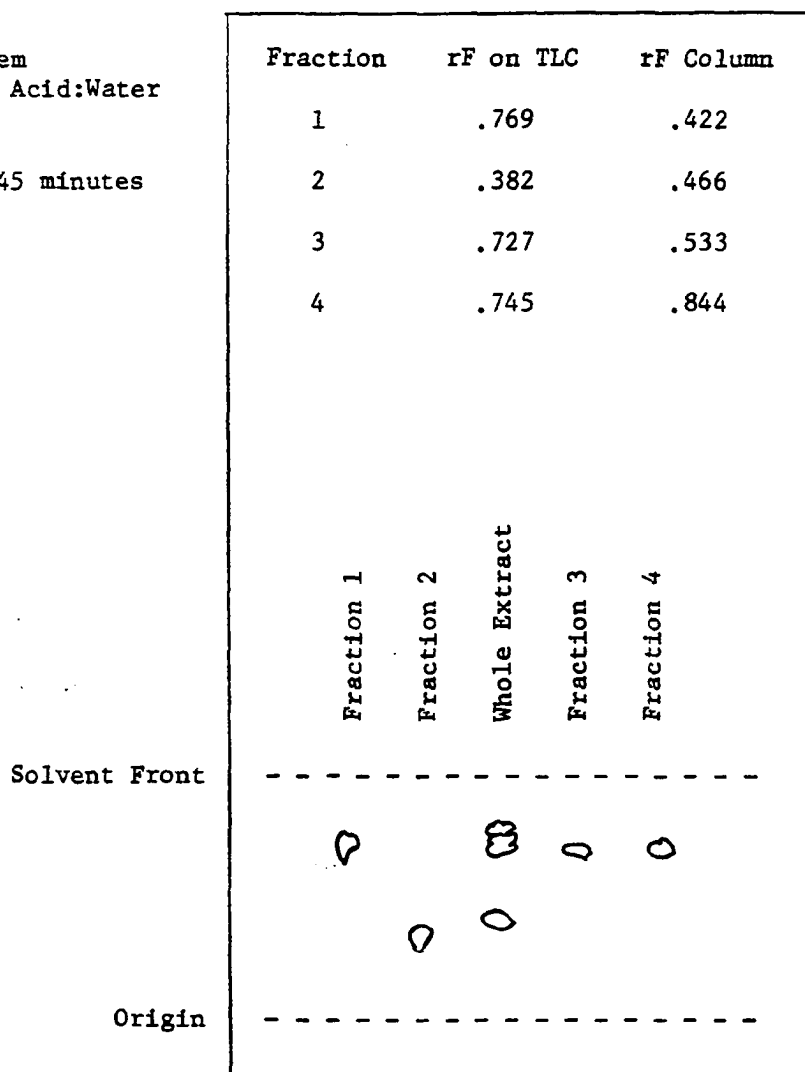 em
Acid:Water
45 minutes
Fraction rF on TLC rF Column
1 .769 .422
2 .382 .466
3 .727 .533
4 .745 .844
Fraction 1
Fraction 2
Whole Extract
Fraction 3
Fraction 4
Solvent Front
Origin